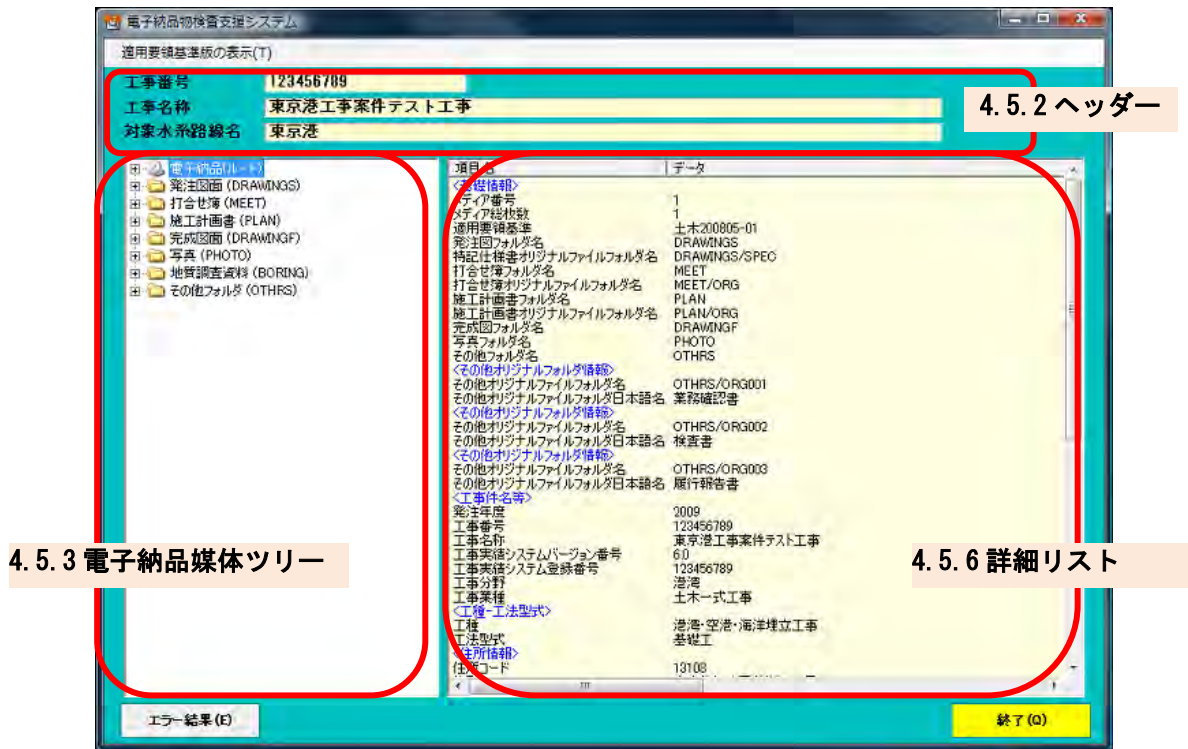 電子納品物検査支援システム
適用要領基準版の表示(T)
工事番号 123456789
工事名称 東京港工事案件テスト工事
対象水系路線名 東京港
4.5.2ヘッダー
電子納品(ルート)
発注図面(DRAWINGS)
打合せ簿(MEET)
施工計画書(PLAN)
完成図面(DRAWINGF)
写真(PHOTO)
地質調査資料(BORING)
その他フォルダ(OTHRS)
項目名 データ
<基礎情報>
メディア番号 1
メディア総枚数 1
適用要領基準 土木200805-01
発注図フォルダ名 DRAWINGS
特記仕様書オリジナルファイルフォルダ名 DRAWINGS/SPEC
打合せ簿フォルダ名 MEET
打合せ簿オリジナルファイルフォルダ名 MEET/ORG
施工計画書フォルダ名 PLAN
施工計画書オリジナルファイルフォルダ名 PLAN/ORG
完成図フォルダ名 DRAWINGF
写真フォルダ名 PHOTO
その他フォルダ名 OTHRS
<その他オリジナルフォルダ情報>
その他オリジナルファイルフォルダ名 OTHRS/ORG001
その他オリジナルファイルフォルダ日本語名 業務確認書
<その他オリジナルフォルダ情報>
その他オリジナルファイルフォルダ名 OTHRS/ORG002
その他オリジナルファイルフォルダ日本語名 検査書
<その他オリジナルフォルダ情報>
その他オリジナルファイルフォルダ名 OTHRS/ORG003
その他オリジナルファイルフォルダ日本語名 履行報告書
<工事件名等>
発注年度 2009
工事番号 123456789
工事名称 東京港工事案件テスト工事
工事実績システムバージョン番号 6.0
工事実績システム登録番号 123456789
工事分野 港湾
工事業種 土木一式工事
<工種-工法型式>
工種 港湾・空港・海洋埋立工事
工法型式 基礎工
<住所情報>
住所コード 13108
4.5.3電子納品媒体ツリー
4.5.6詳細リスト
エラー結果(E)
終了(Q)